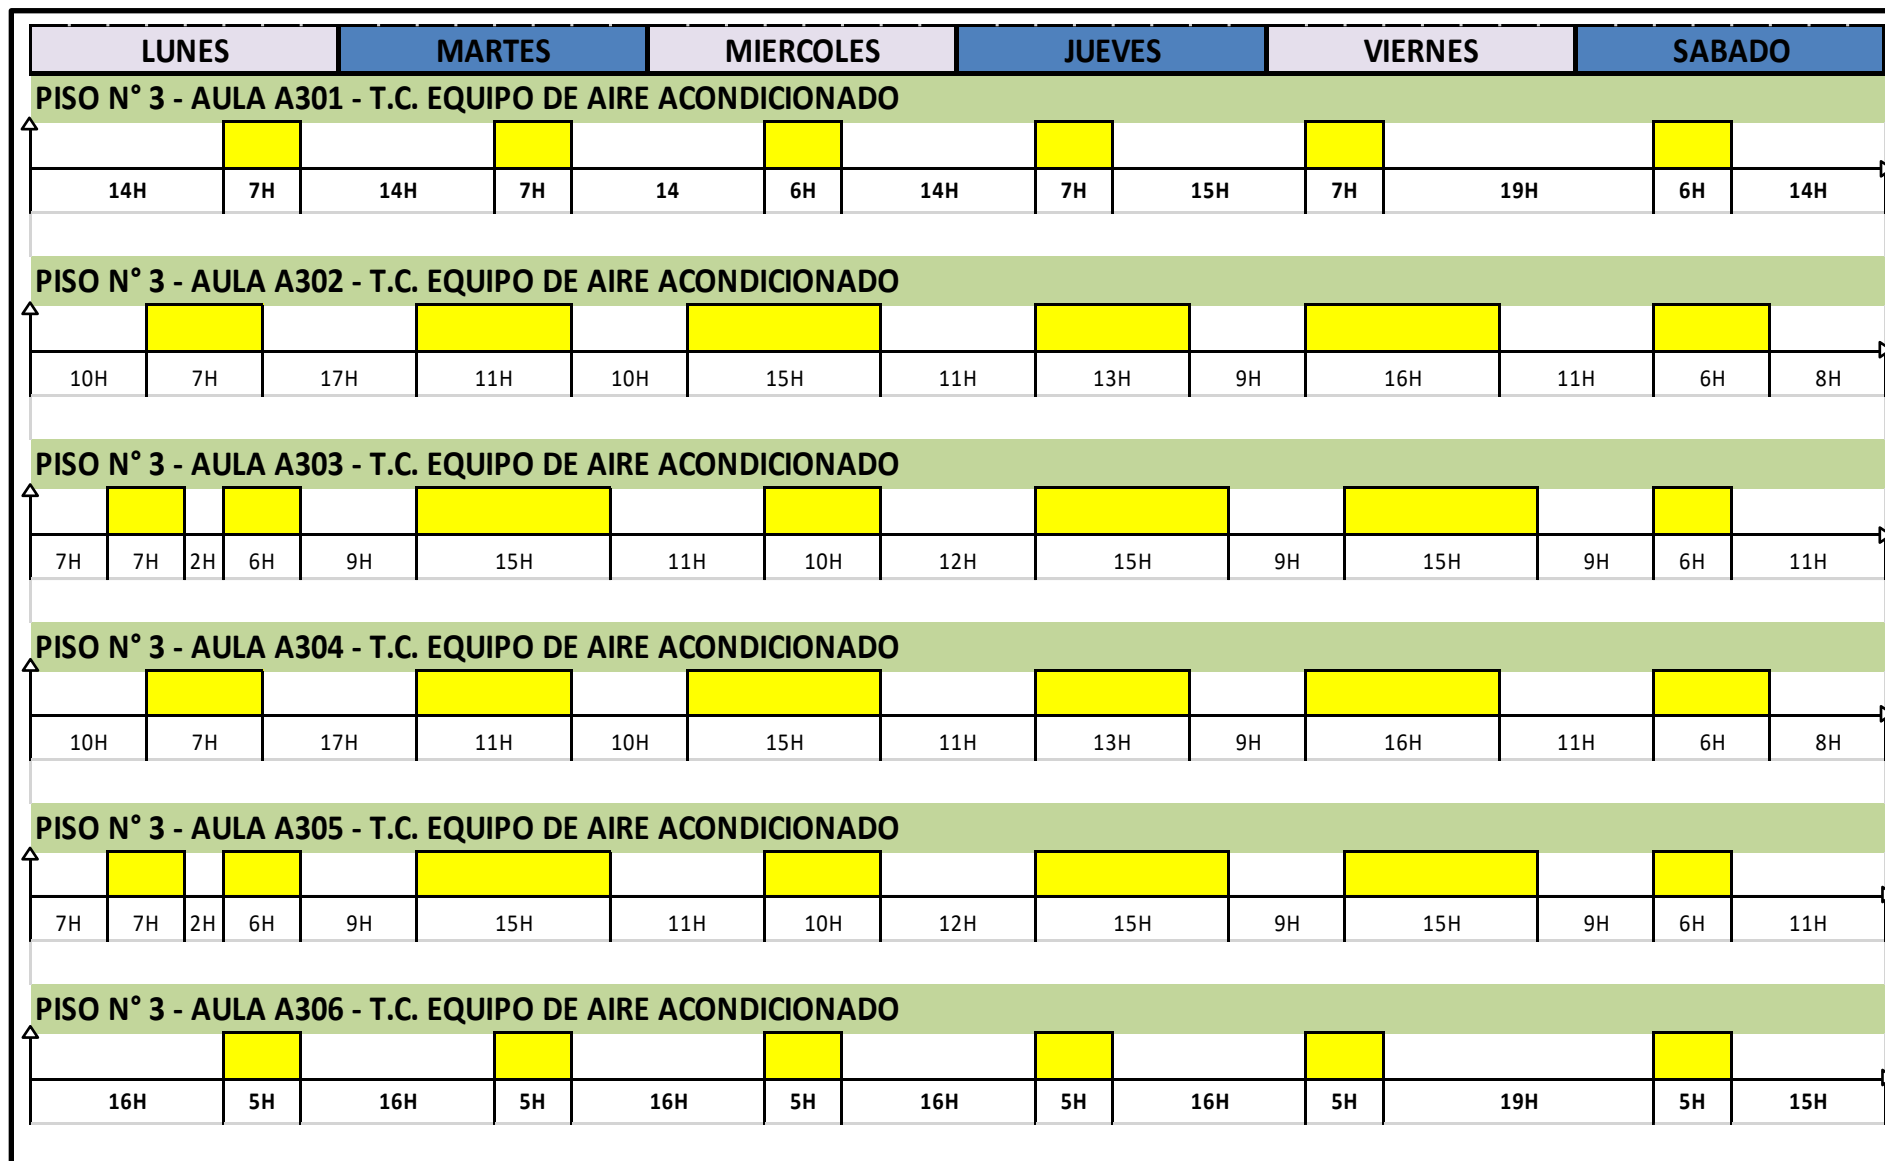 LUNES MARTES MIERCOLES JUEVES VIERNES SABADO
PISO N° 3 - AULA A301 - T.C. EQUIPO DE AIRE ACONDICIONADO
14H 7H 14H 7H 14 6H 14H 7H 15H 7H 19H 6H 14H
PISO N° 3 - AULA A302 - T.C. EQUIPO DE AIRE ACONDICIONADO
10H 7H 17H 11H 10H 15H 11H 13H 9H 16H 11H 6H 8H
PISO N° 3 - AULA A303 - T.C. EQUIPO DE AIRE ACONDICIONADO
7H 7H 2H 6H 9H 15H 11H 10H 12H 15H 9H 15H 9H 6H 11H
PISO N° 3 - AULA A304 - T.C. EQUIPO DE AIRE ACONDICIONADO
10H 7H 17H 11H 10H 15H 11H 13H 9H 16H 11H 6H 8H
PISO N° 3 - AULA A305 - T.C. EQUIPO DE AIRE ACONDICIONADO
7H 7H 2H 6H 9H 15H 11H 10H 12H 15H 9H 15H 9H 6H 11H
PISO N° 3 - AULA A306 - T.C. EQUIPO DE AIRE ACONDICIONADO
16H 5H 16H 5H 16H 5H 16H 5H 16H 5H 19H 5H 15H